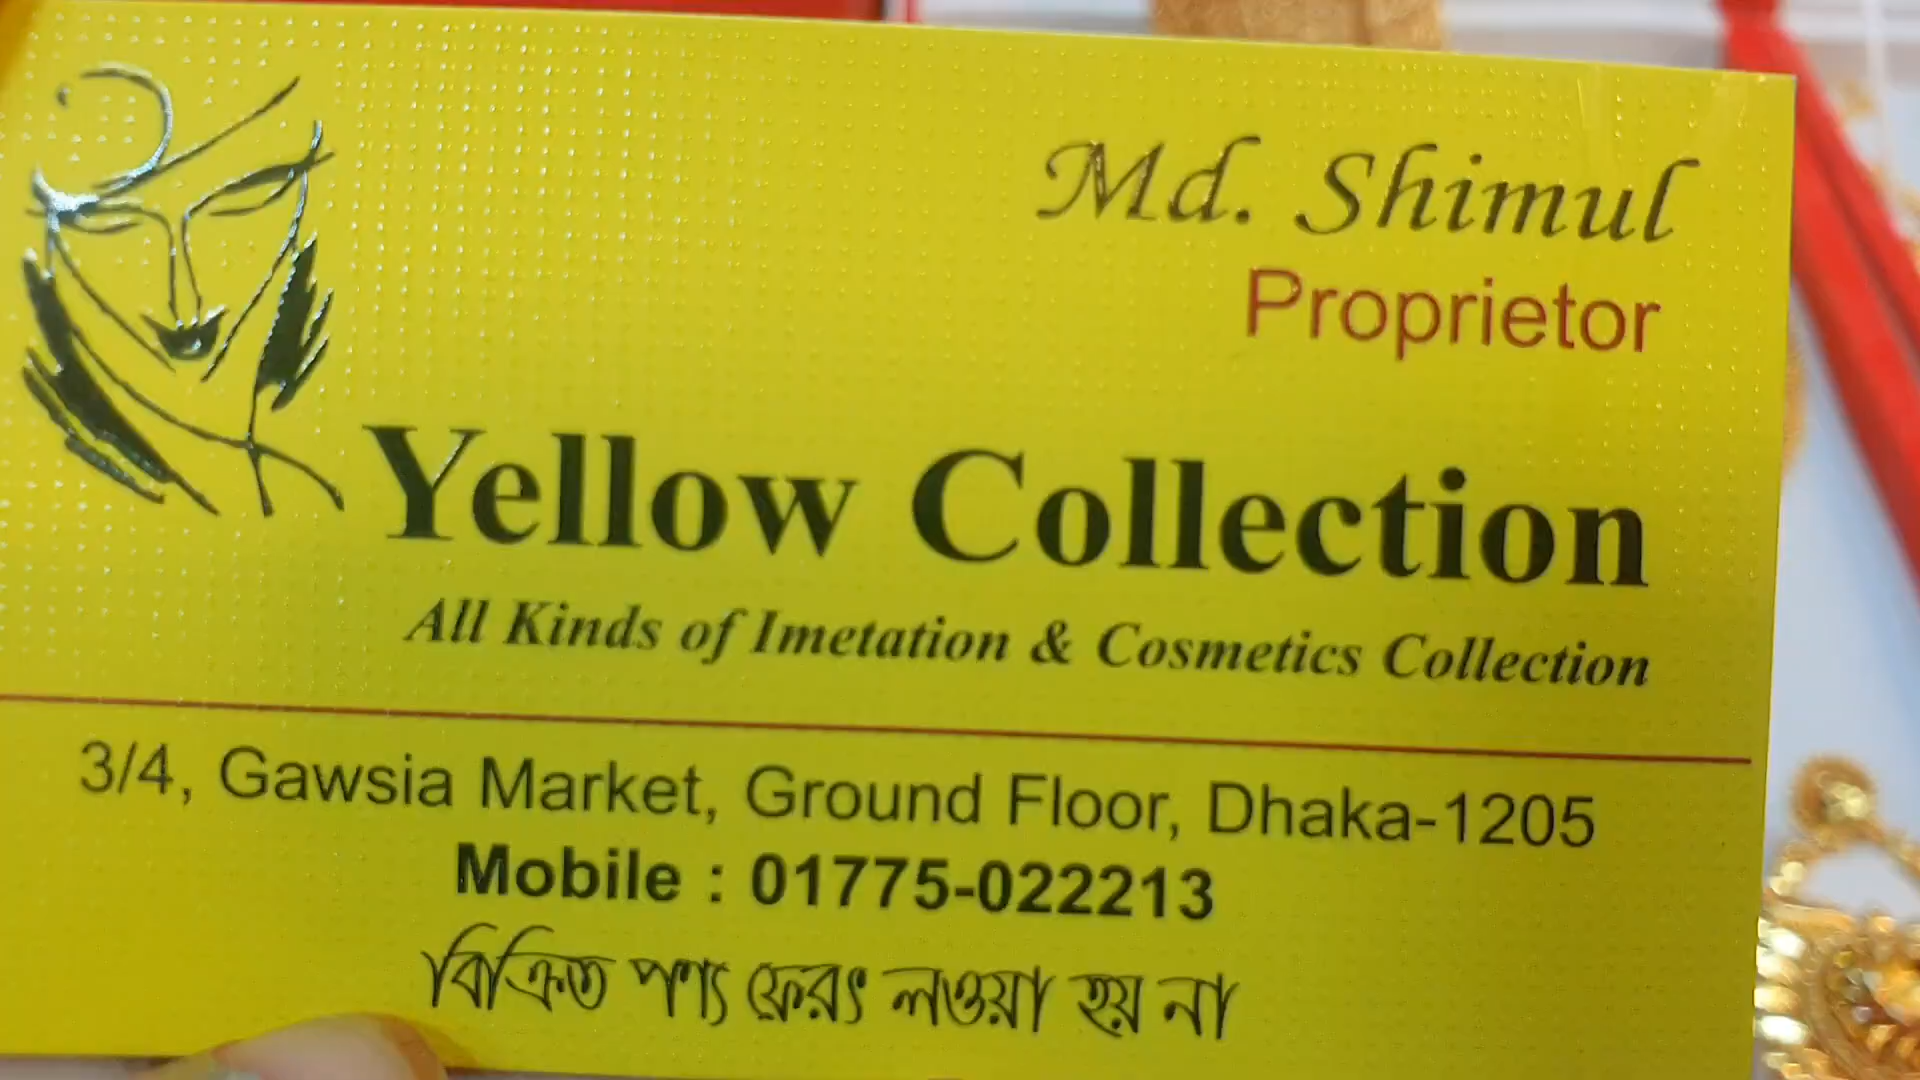 Md. Shimul
Proprietor
Yellow Collection
All Kinds of Imetation & Cosmetics Collection
3/4, Gawsia Market, Ground Floor, Dhaka-1205
Mobile : 01775-022213
বিক্রিত পণ্য ফেরৎ লওয়া হয় না